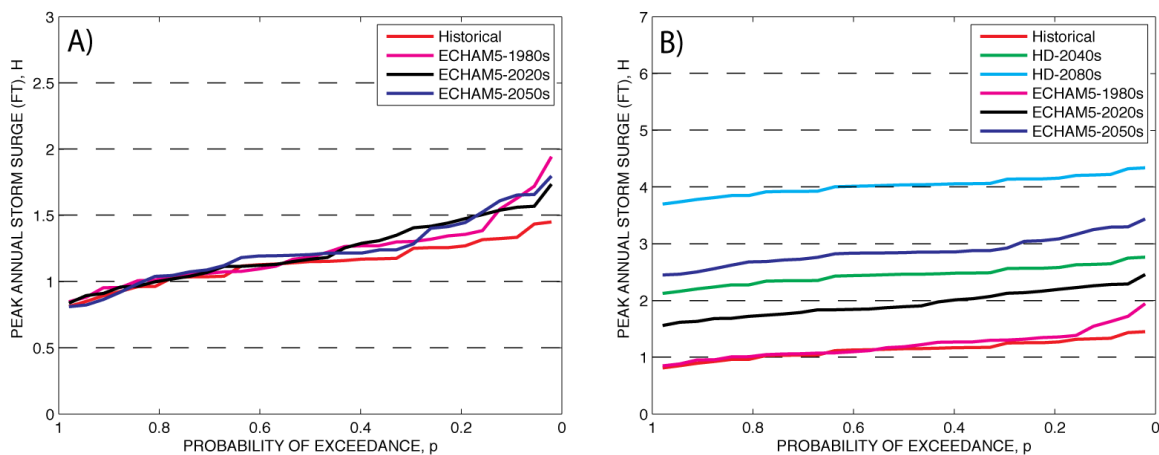 A)
Historical
ECHAM5-1980s
ECHAM5-2020s
ECHAM5-2050s
PEAK ANNUAL STORM SURGE (FT), H
3
2.5
2
1.5
1
0.5
0
1
0.8
0.6
0.4
0.2
0
PROBABILITY OF EXCEEDANCE, p
B)
Historical
HD-2040s
HD-2080s
ECHAM5-1980s
ECHAM5-2020s
ECHAM5-2050s
PEAK ANNUAL STORM SURGE (FT), H
7
6
5
4
3
2
1
0
1
0.8
0.6
0.4
0.2
0
PROBABILITY OF EXCEEDANCE, p